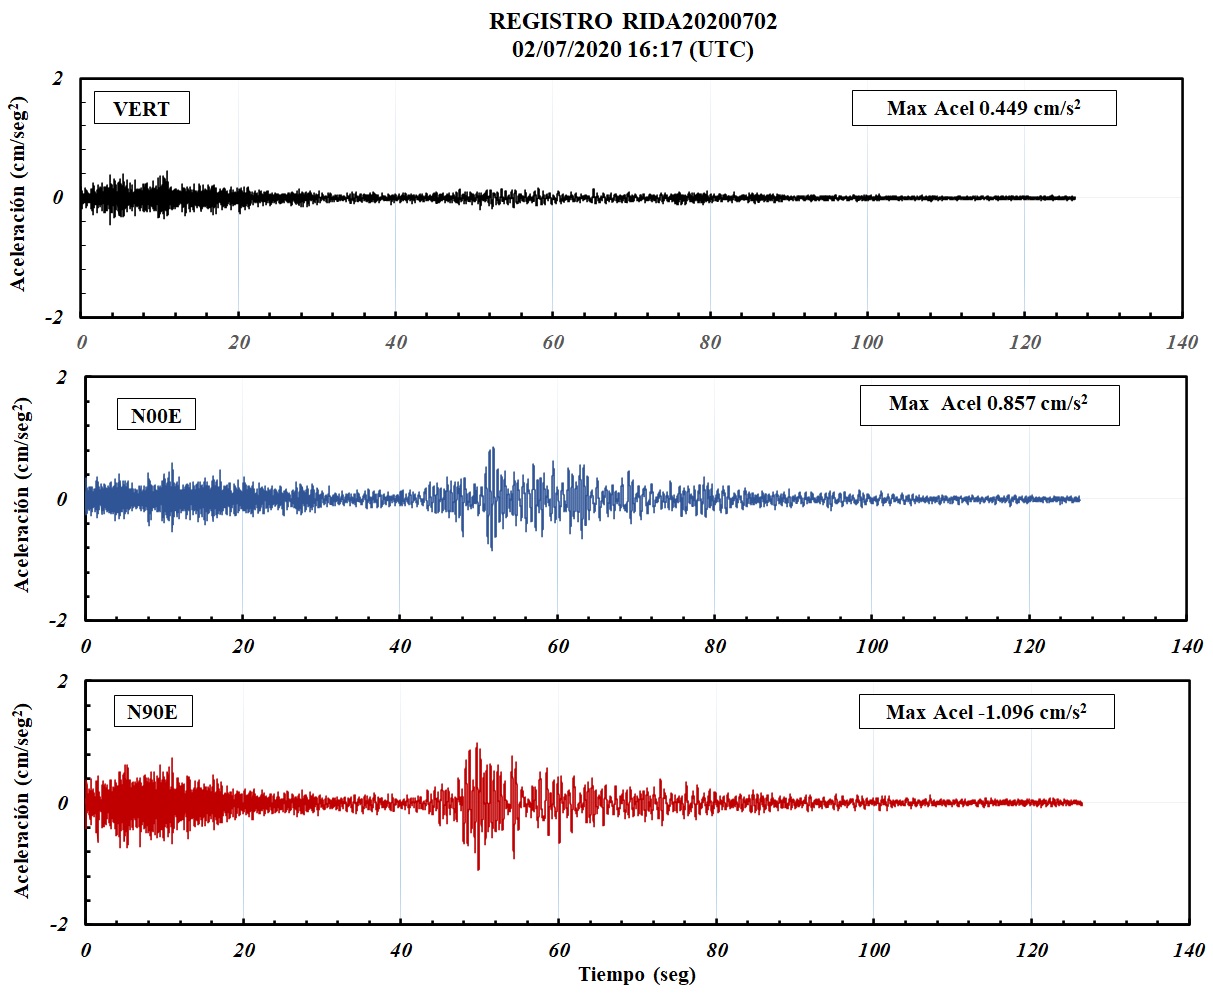 REGISTRO RIDA20200702
02/07/2020 16:17 (UTC)
Aceleración (cm/seg²)
VERT
Max Acel 0.449 cm/s²
2
0
-2
0 20 40 60 80 100 120 140
Aceleración (cm/seg²)
N00E
Max Acel 0.857 cm/s²
2
0
-2
0 20 40 60 80 100 120 140
Aceleración (cm/seg²)
N90E
Max Acel -1.096 cm/s²
2
0
-2
0 20 40 60 80 100 120 140
Tiempo (seg)